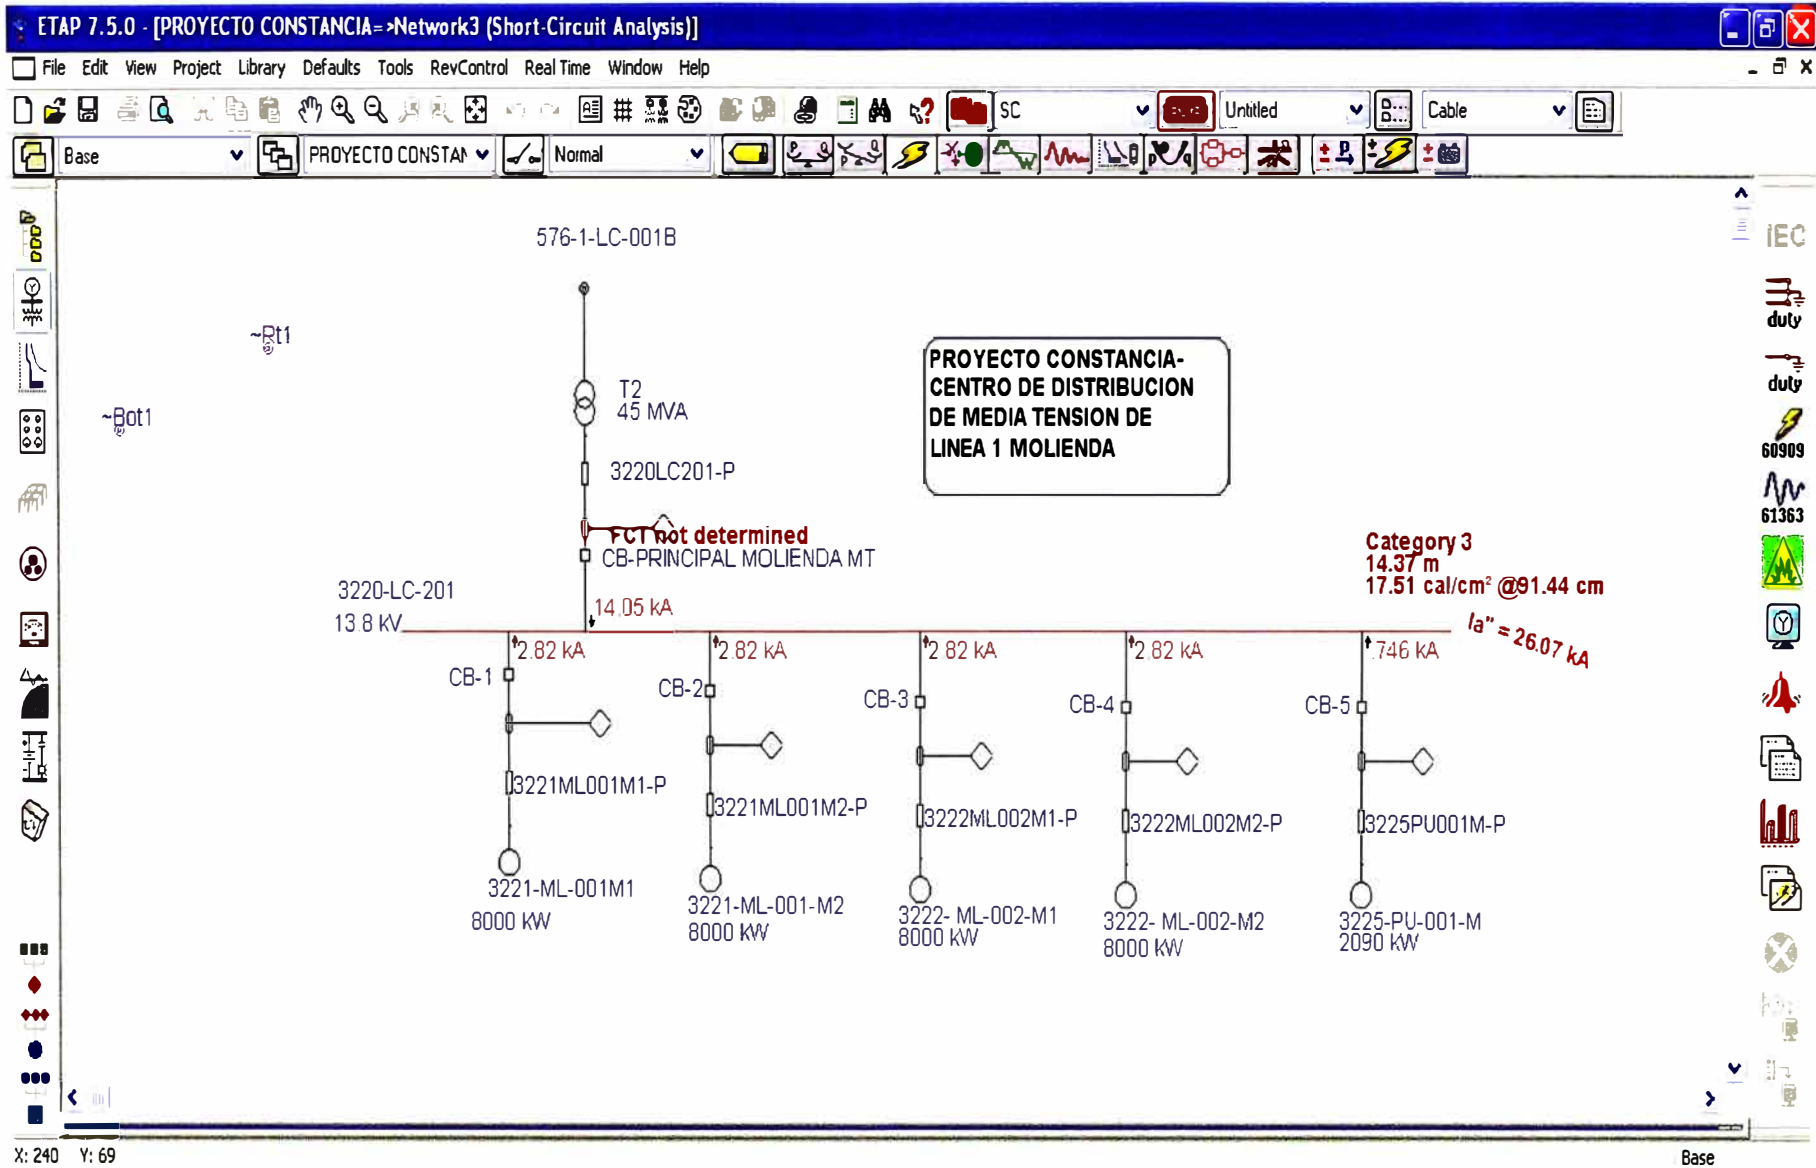 ETAP 7.5.0 - [PROYECTO CONSTANCIA=>Network3 (Short-Circuit Analysis)]
File Edit View Project Library Defaults Tools RevControl Real Time Window Help
SC Untitled Cable
Base PROYECTO CONSTAN Normal
576-1-LC-001B
~Rt1
~Bot1
T2
45 MVA
3220LC201-P
FCT not determined
CB-PRINCIPAL MOLIENDA MT
PROYECTO CONSTANCIA-
CENTRO DE DISTRIBUCION
DE MEDIA TENSION DE
LINEA 1 MOLIENDA
Category 3
14.37 m
17.51 cal/cm² @91.44 cm
Ia" = 26.07 kA
3220-LC-201
13.8 kV
14.05 kA
2.82 kA 2.82 kA 2.82 kA 2.82 kA .746 kA
CB-1 CB-2 CB-3 CB-4 CB-5
3221ML001M1-P 3221ML001M2-P 3222ML002M1-P 3222ML002M2-P 3225PU001M-P
3221-ML-001M1
8000 KW
3221-ML-001-M2
8000 KW
3222- ML-002-M1
8000 KW
3222- ML-002-M2
8000 KW
3225-PU-001-M
2090 KW
IEC
duty
duty
60909
61363
X: 240 Y: 69
Base